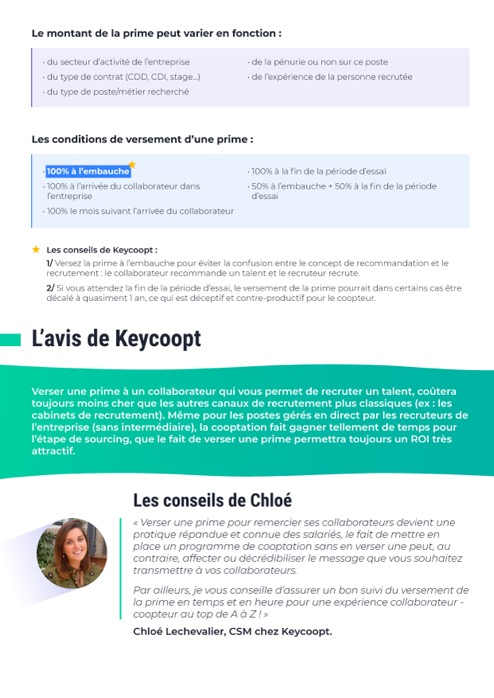 Le montant de la prime peut varier en fonction :
• du secteur d'activité de l'entreprise
• du type de contrat (CDD, CDI, stage...)
• du type de poste/métier recherché
• de la pénurie ou non sur ce poste
• de l'expérience de la personne recrutée
Les conditions de versement d'une prime :
• 100% à l'embauche
• 100% à l'arrivée du collaborateur dans
l'entreprise
• 100% le mois suivant l'arrivée du collaborateur
• 100% à la fin de la période d'essai
• 50% à l'embauche + 50% à la fin de la période
d'essai
Les conseils de Keycoopt :
1/ Versez la prime à l'embauche pour éviter la confusion entre le concept de recommandation et le
recrutement : le collaborateur recommande un talent et le recruteur recrute.
2/ Si vous attendez la fin de la période d'essai, le versement de la prime pourrait dans certains cas être
décalé à quasiment 1 an, ce qui est déceptif et contre-productif pour le coopteur.
L'avis de Keycoopt
Verser une prime à un collaborateur qui vous permet de recruter un talent, coûtera
toujours moins cher que les autres canaux de recrutement plus classiques (ex : les
cabinets de recrutement). Même pour les postes gérés en direct par les recruteurs de
l'entreprise (sans intermédiaire), la cooptation fait gagner tellement de temps pour
l'étape de sourcing, que le fait de verser une prime permettra toujours un ROI très
attractif.
Les conseils de Chloé
« Verser une prime pour remercier ses collaborateurs devient une
pratique répandue et connue des salariés, le fait de mettre en
place un programme de cooptation sans en verser une peut, au
contraire, affecter ou décrédibiliser le message que vous souhaitez
transmettre à vos collaborateurs.
Par ailleurs, je vous conseille d'assurer un bon suivi du versement de
la prime en temps et en heure pour une expérience collaborateur -
coopteur au top de A à Z ! »
Chloé Lechevalier, CSM chez Keycoopt.